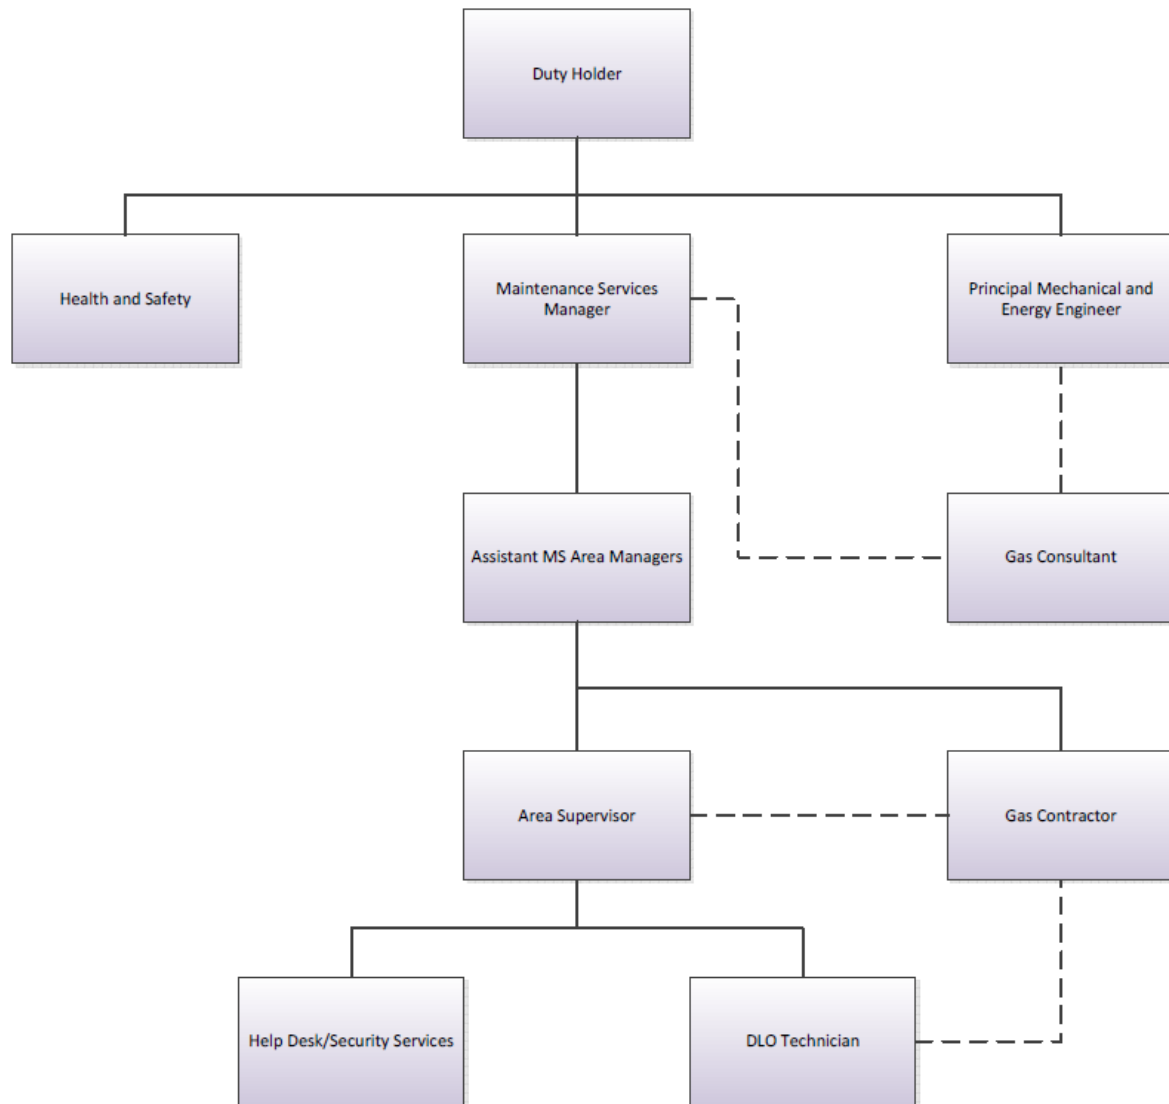 Duty Holder
Health and Safety
Maintenance Services
Manager
Principal Mechanical and
Energy Engineer
Assistant MS Area Managers
Gas Consultant
Area Supervisor
Gas Contractor
Help Desk/Security Services
DLO Technician